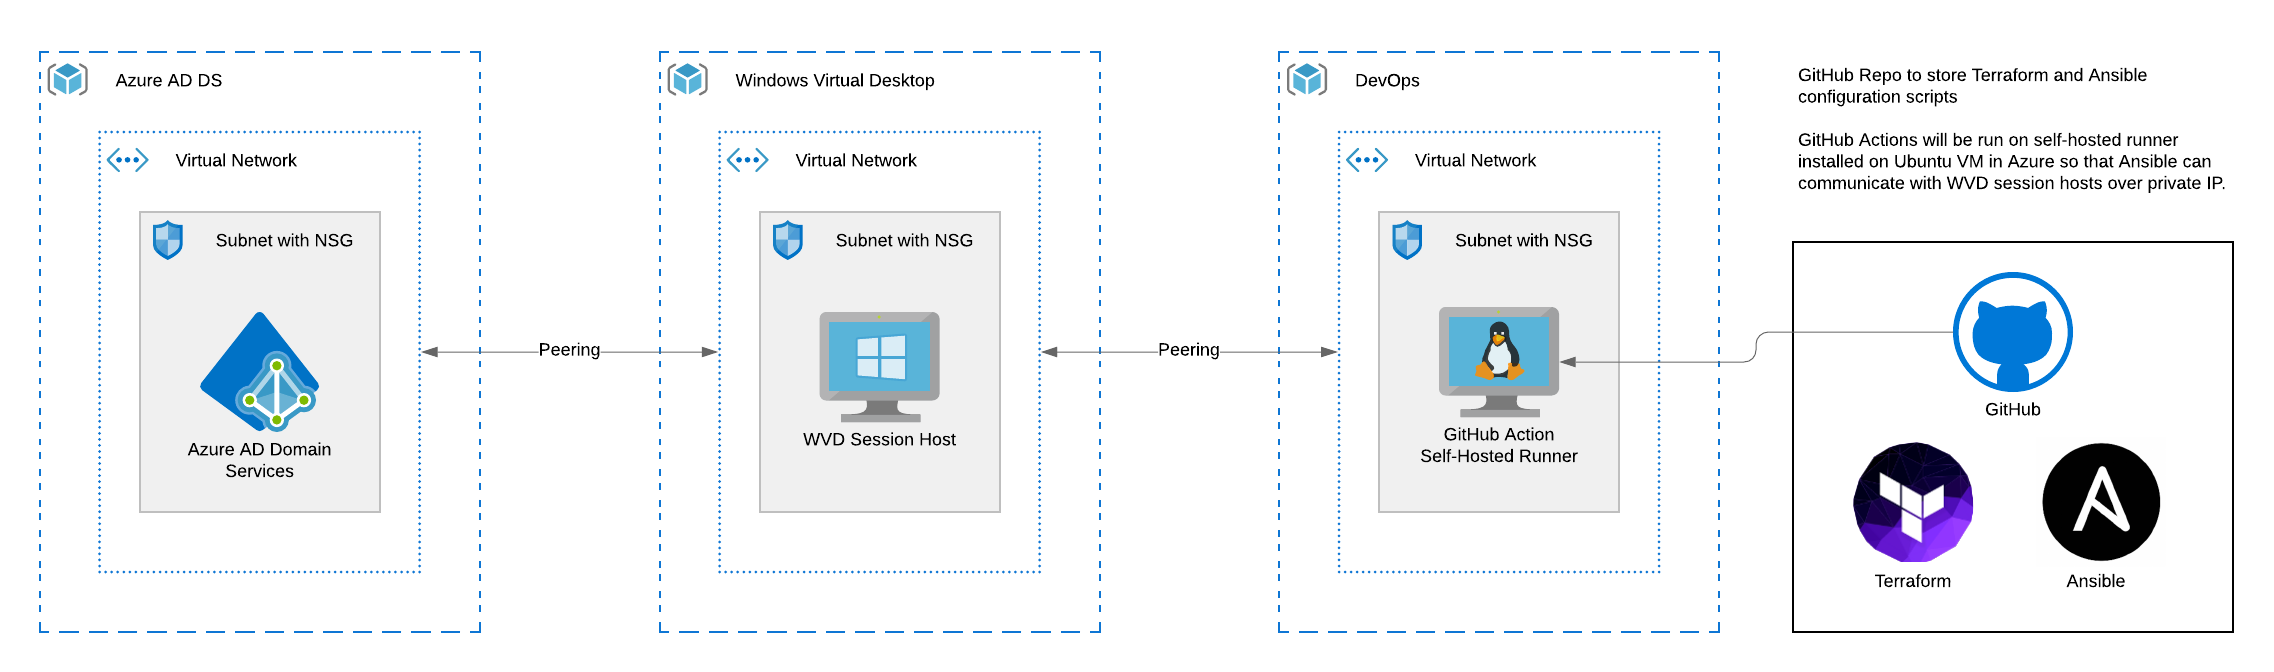 Azure AD DS
Virtual Network
Subnet with NSG
Azure AD Domain
Services
Peering
Windows Virtual Desktop
Virtual Network
Subnet with NSG
WVD Session Host
Peering
DevOps
Virtual Network
Subnet with NSG
GitHub Action
Self-Hosted Runner
GitHub Repo to store Terraform and Ansible
configuration scripts
GitHub Actions will be run on self-hosted runner
installed on Ubuntu VM in Azure so that Ansible can
communicate with WVD session hosts over private IP.
GitHub
Terraform
Ansible